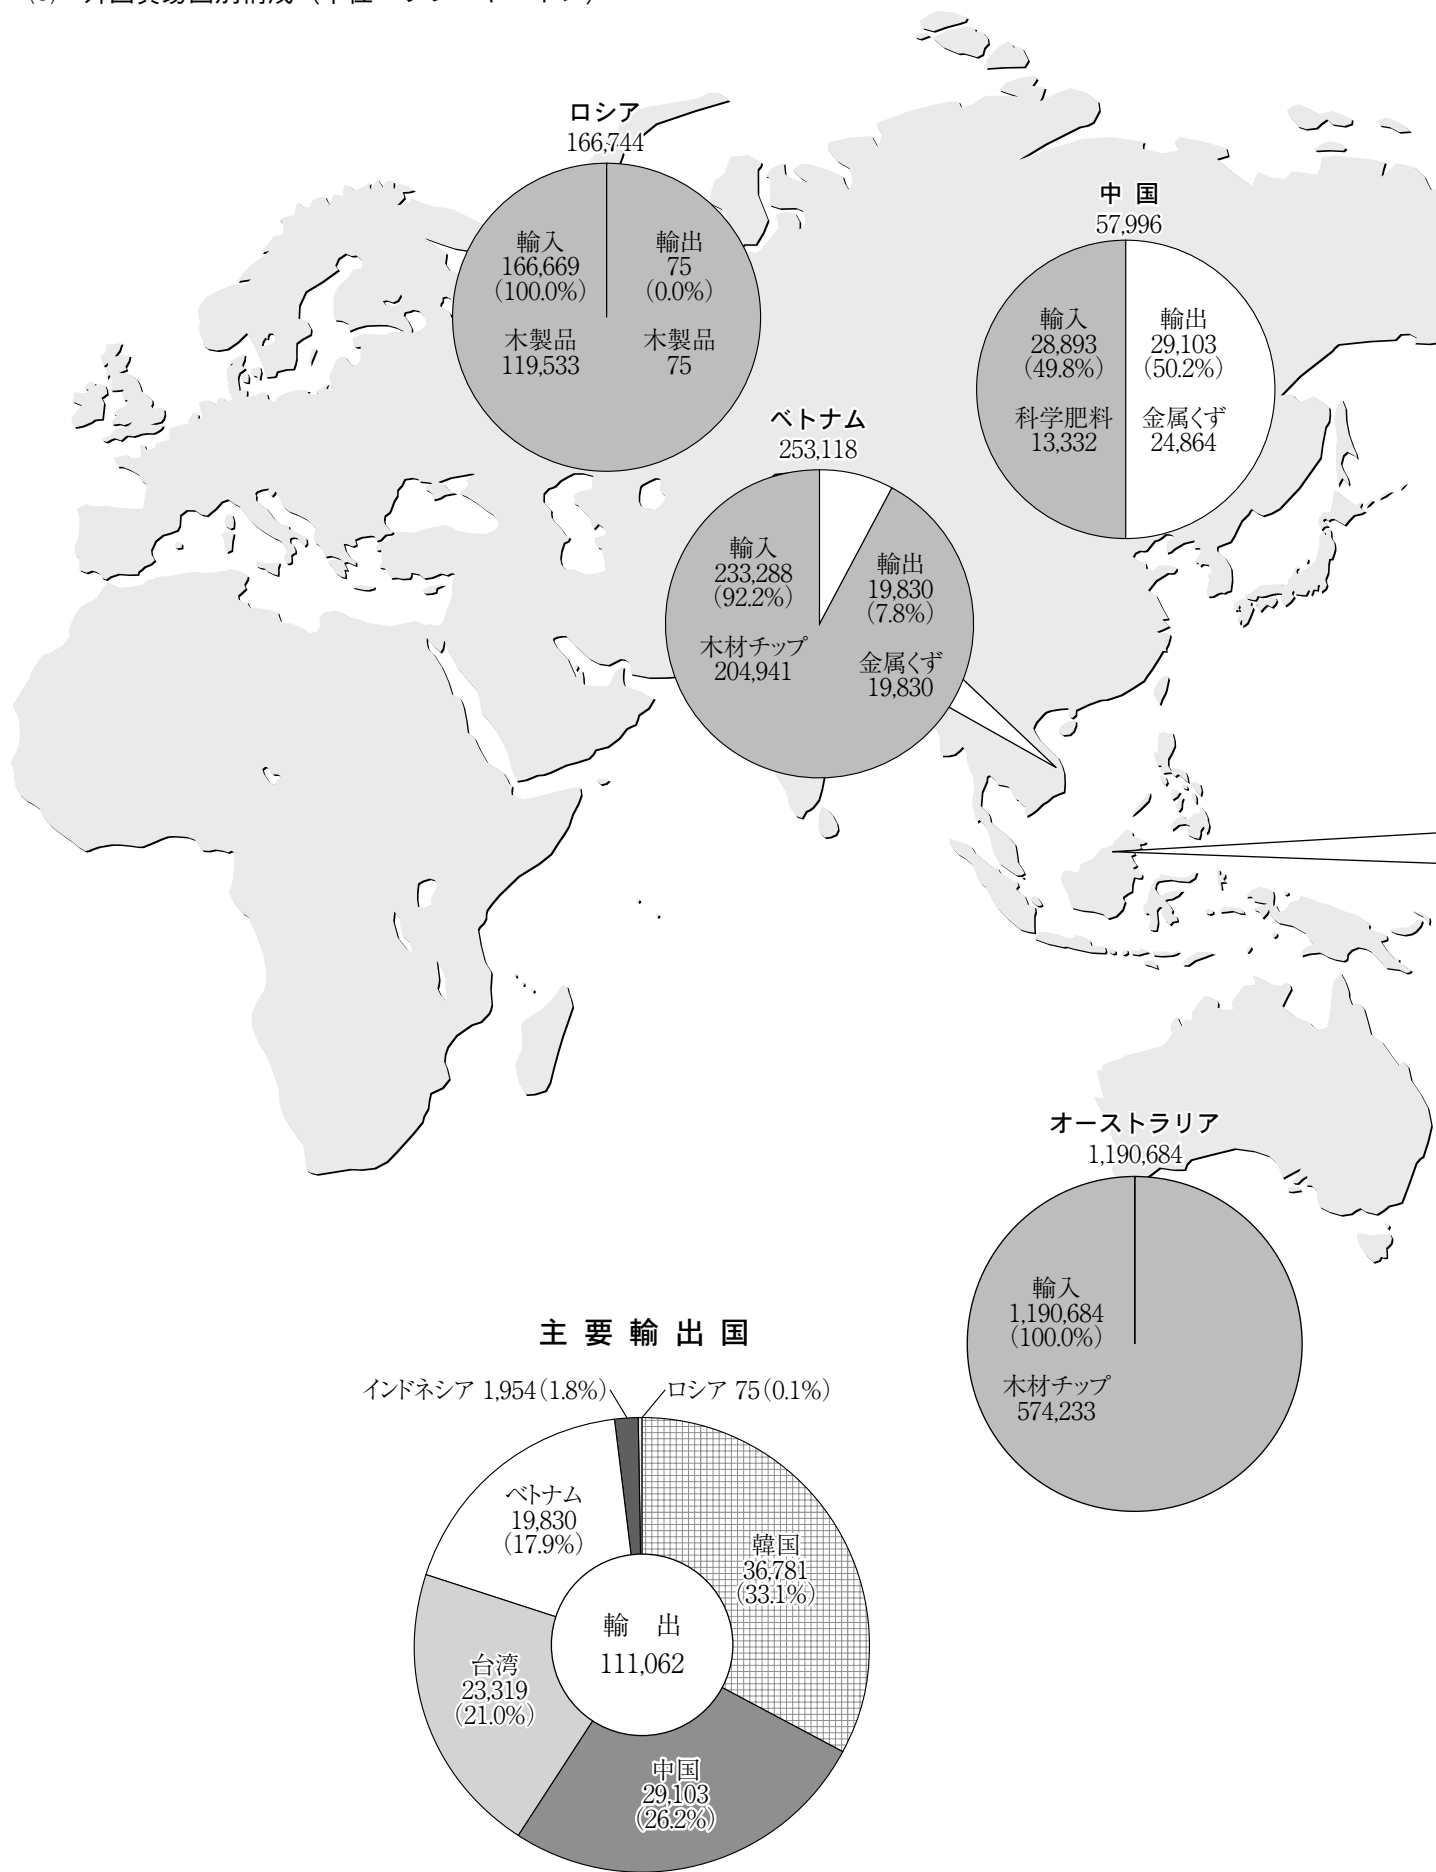 ロシア
166,744
輸入
166,669
(100.0%)
木製品
119,533
輸出
75
(0.0%)
木製品
75
中国
57,996
輸入
28,893
(49.8%)
科学肥料
13,332
輸出
29,103
(50.2%)
金属くず
24,864
ベトナム
253,118
輸入
233,288
(92.2%)
木材チップ
204,941
輸出
19,830
(7.8%)
金属くず
19,830
オーストラリア
1,190,684
輸入
1,190,684
(100.0%)
木材チップ
574,233
主要輸出国
インドネシア 1,954(1.8%)
ロシア 75(0.1%)
ベトナム
19,830
(17.9%)
韓国
36,781
(33.1%)
輸 出
111,062
台湾
23,319
(21.0%)
中国
29,103
(26.2%)